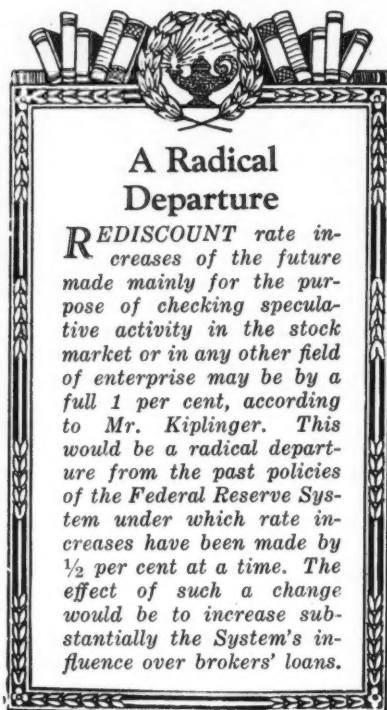 A Radical
Departure
REDISCOUNT rate in-
creases of the future
made mainly for the pur-
pose of checking specula-
tive activity in the stock
market or in any other field
of enterprise may be by a
full 1 per cent, according
to Mr. Kiplinger. This
would be a radical depart-
ure from the past policies
of the Federal Reserve Sys-
tem under which rate in-
creases have been made by
½ per cent at a time. The
effect of such a change
would be to increase sub-
stantially the System's in-
fluence over brokers' loans.